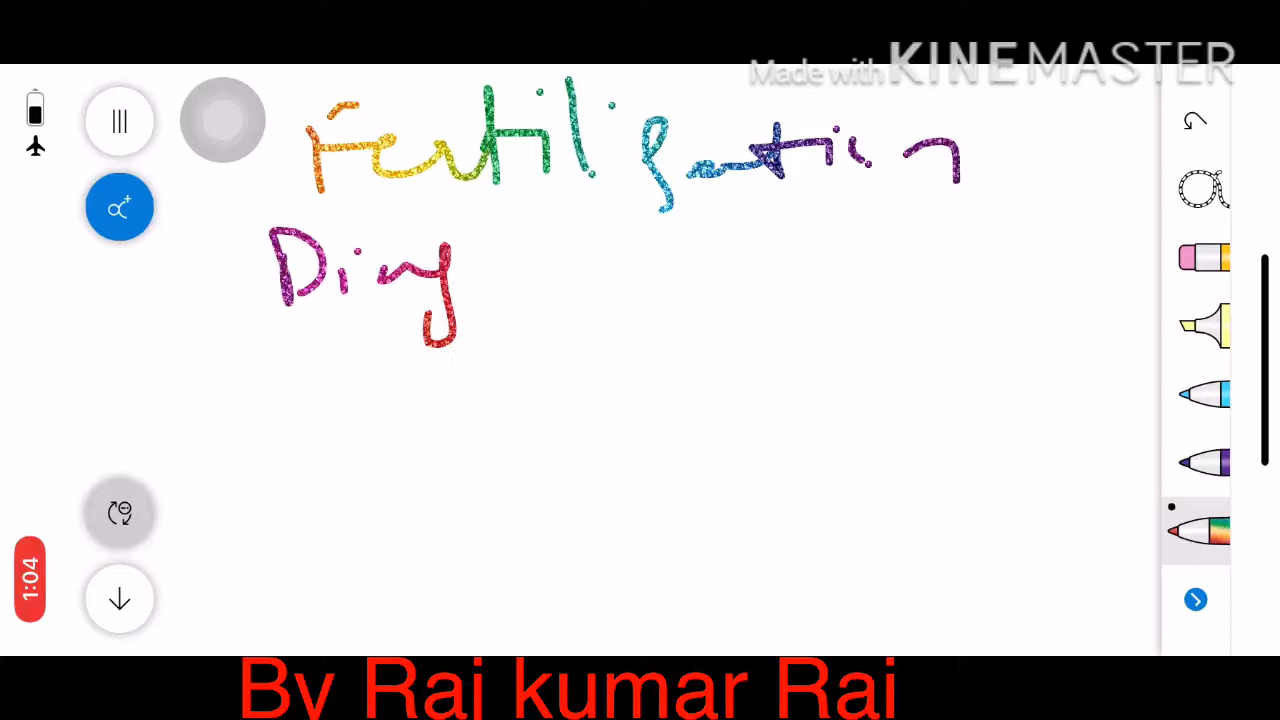 Made with KINEMASTER
Fertilization
Diag
1:04
By Raj kumar Rai